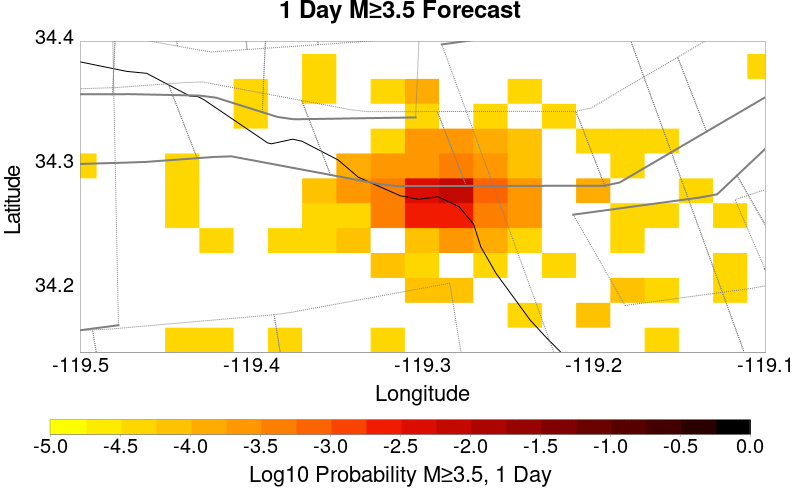 1 Day M≥3.5 Forecast
34.4
34.3
34.2
Latitude
-119.5 -119.4 -119.3 -119.2 -119.1
Longitude
-5.0 -4.5 -4.0 -3.5 -3.0 -2.5 -2.0 -1.5 -1.0 -0.5 0.0
Log10 Probability M≥3.5, 1 Day